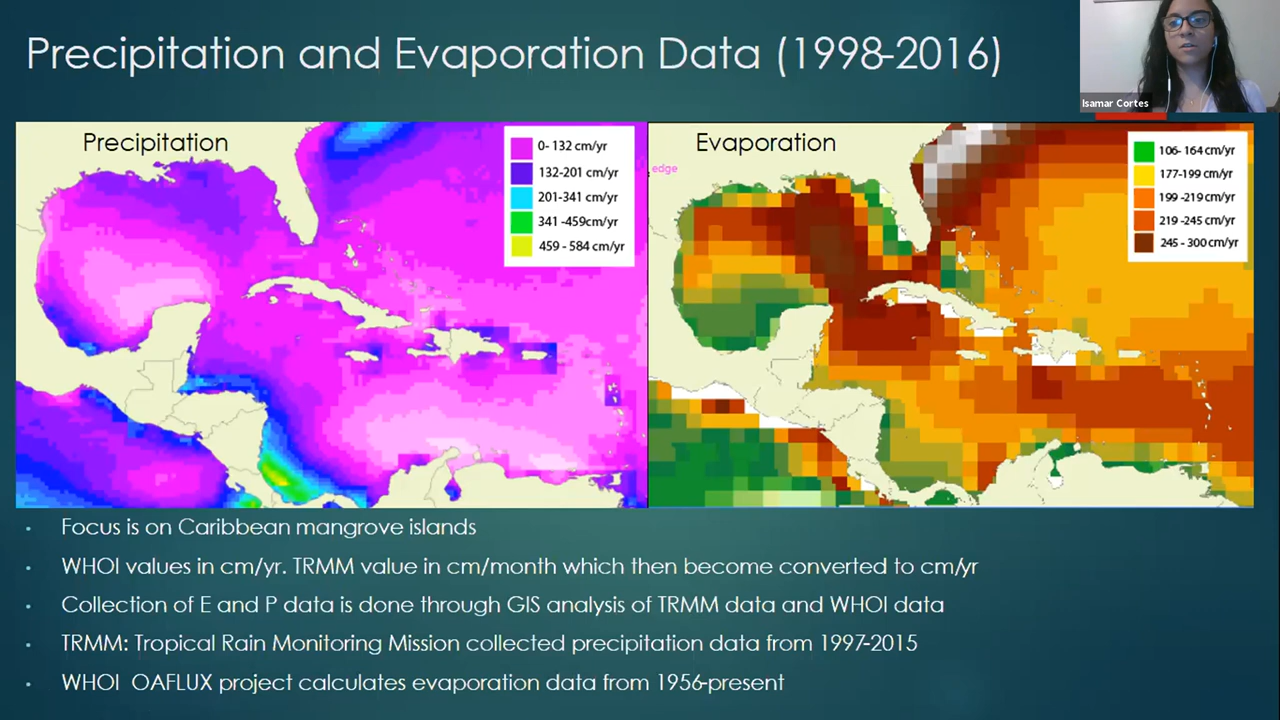 Precipitation and Evaporation Data (1998-2016)
Isamar Cortes
Precipitation
0- 132 cm/yr
132-201 cm/yr
201-341 cm/yr
341 -459cm/yr
459 - 584 cm/yr
edge
Evaporation
106- 164 cm/yr
177-199 cm/yr
199 -219 cm/yr
219 -245 cm/yr
245 - 300cm/yr
• Focus is on Caribbean mangrove islands
• WHOI values in cm/yr. TRMM value in cm/month which then become converted to cm/yr
• Collection of E and P data is done through GIS analysis of TRMM data and WHOI data
• TRMM: Tropical Rain Monitoring Mission collected precipitation data from 1997-2015
• WHOI OAFLUX project calculates evaporation data from 1956-present